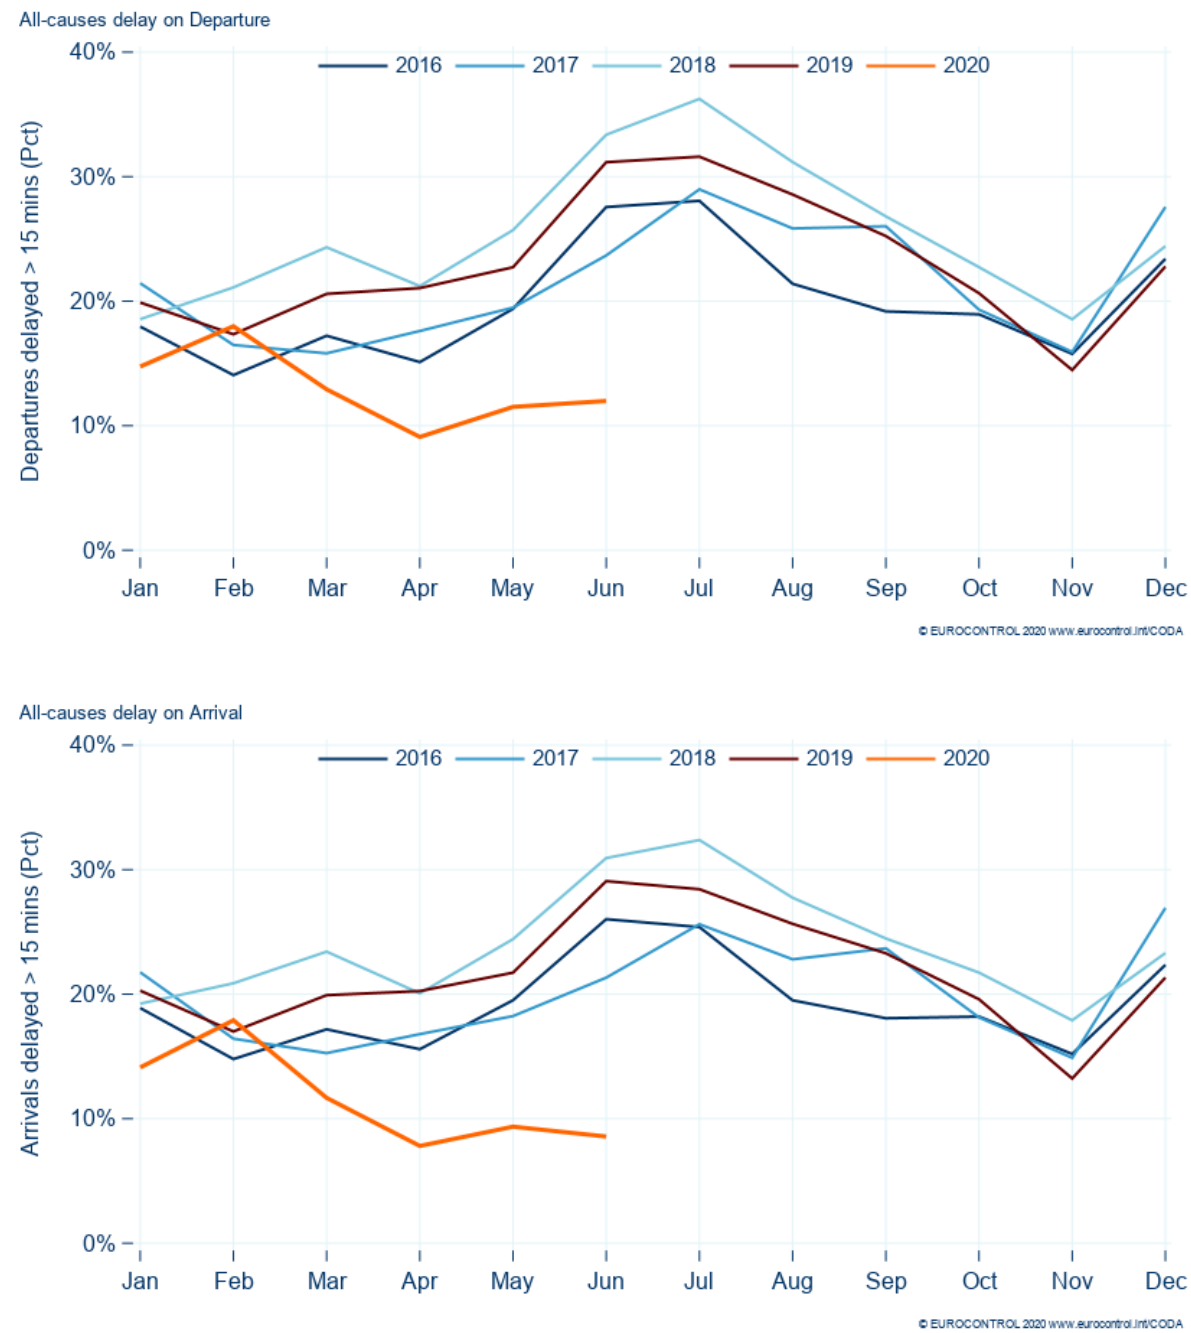 All-causes delay on Departure
40%
2016 2017 2018 2019 2020
Departures delayed > 15 mins (Pct)
30%
20%
10%
0%
Jan Feb Mar Apr May Jun Jul Aug Sep Oct Nov Dec
© EUROCONTROL 2020 www.eurocontrol.int/CODA
All-causes delay on Arrival
40%
2016 2017 2018 2019 2020
Arrivals delayed > 15 mins (Pct)
30%
20%
10%
0%
Jan Feb Mar Apr May Jun Jul Aug Sep Oct Nov Dec
© EUROCONTROL 2020 www.eurocontrol.int/CODA